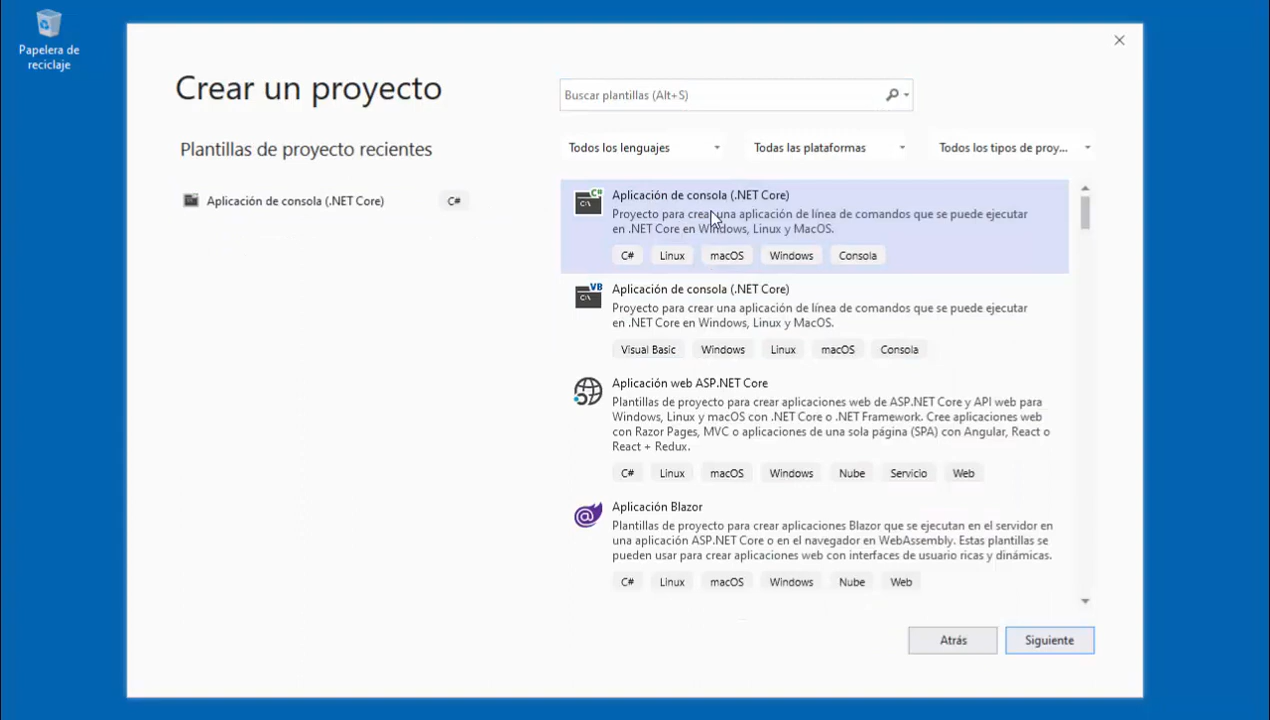 Papelera de
reciclaje
Crear un proyecto
Plantillas de proyecto recientes
Aplicación de consola (.NET Core) C#
Buscar plantillas (Alt+S)
Todos los lenguajes Todas las plataformas Todos los tipos de proy...
C#
Aplicación de consola (.NET Core)
Proyecto para crear una aplicación de línea de comandos que se puede ejecutar
en .NET Core en Windows, Linux y MacOS.
C# Linux macOS Windows Consola
VB
Aplicación de consola (.NET Core)
Proyecto para crear una aplicación de línea de comandos que se puede ejecutar
en .NET Core en Windows, Linux y MacOS.
Visual Basic Windows Linux macOS Consola
Aplicación web ASP.NET Core
Plantillas de proyecto para crear aplicaciones web de ASP.NET Core y API web para
Windows, Linux y macOS con .NET Core o .NET Framework. Cree aplicaciones web
con Razor Pages, MVC o aplicaciones de una sola página (SPA) con Angular, React o
React + Redux.
C# Linux macOS Windows Nube Servicio Web
Aplicación Blazor
Plantillas de proyecto para crear aplicaciones Blazor que se ejecutan en el servidor en
una aplicación ASP.NET Core o en el navegador en WebAssembly. Estas plantillas se
pueden usar para crear aplicaciones web con interfaces de usuario ricas y dinámicas.
C# Linux macOS Windows Nube Web
Atrás Siguiente